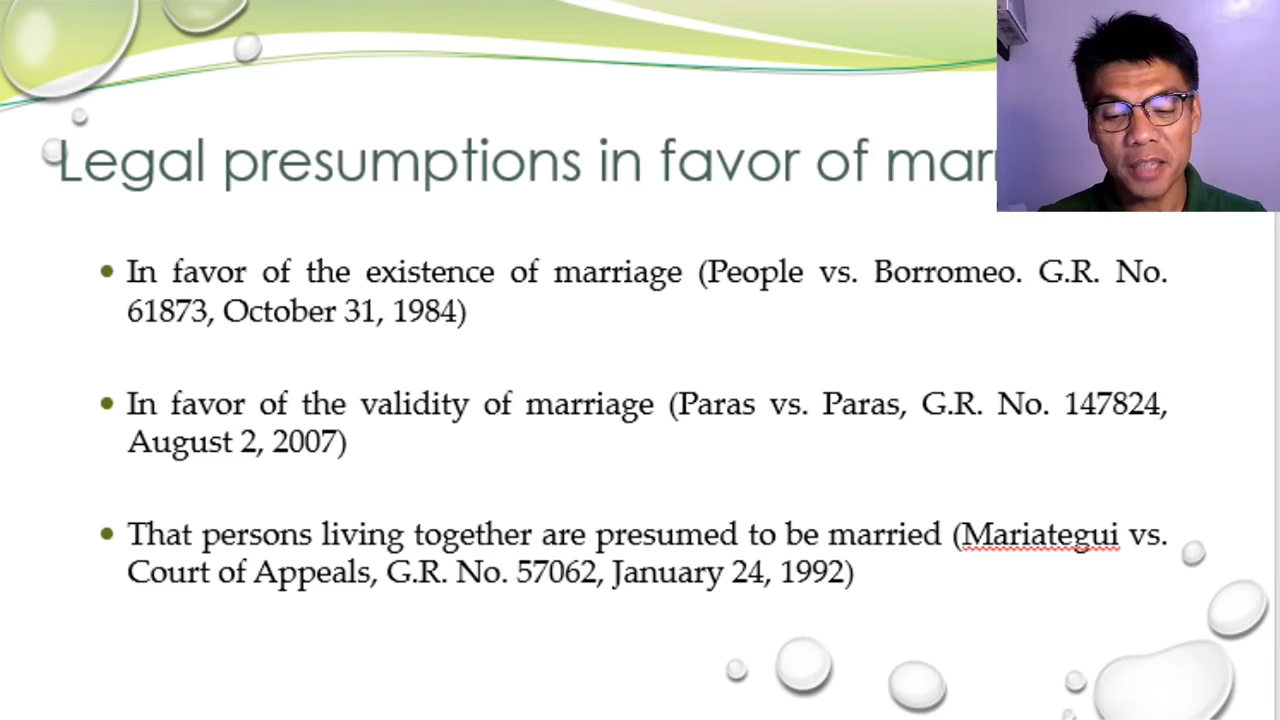 Legal presumptions in favor of marr
• In favor of the existence of marriage (People vs. Borromeo. G.R. No.
61873, October 31, 1984)
• In favor of the validity of marriage (Paras vs. Paras, G.R. No. 147824,
August 2, 2007)
• That persons living together are presumed to be married (Mariategui vs.
Court of Appeals, G.R. No. 57062, January 24, 1992)